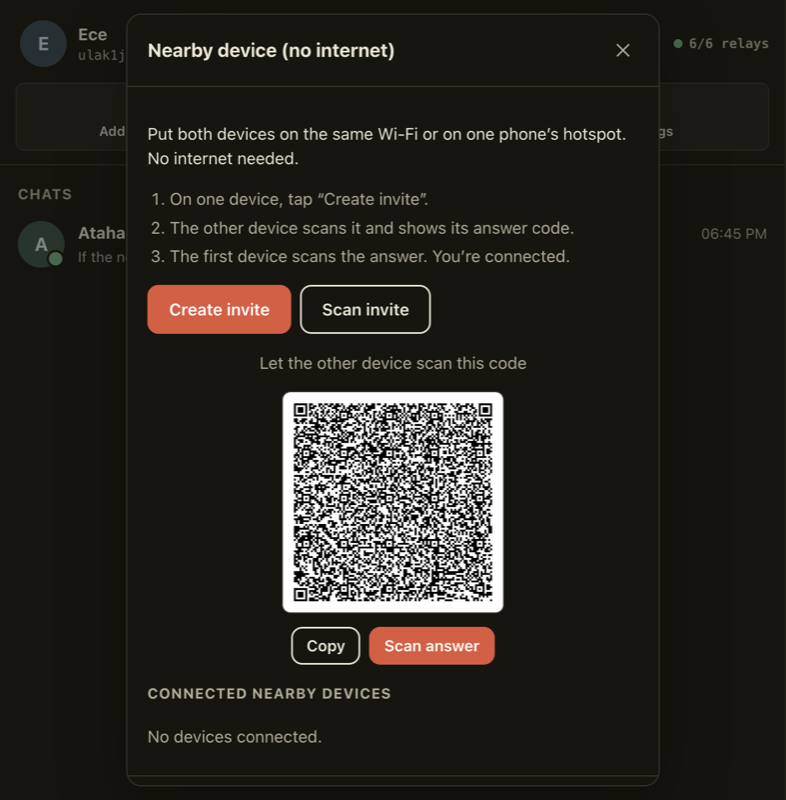 E
Ece
ulak1j
6/6 relays
Nearby device (no internet)
Add
gs
Put both devices on the same Wi-Fi or on one phone’s hotspot.
No internet needed.
1. On one device, tap “Create invite”.
2. The other device scans it and shows its answer code.
3. The first device scans the answer. You’re connected.
CHATS
A
Ataha
If the n
06:45 PM
Create invite
Scan invite
Let the other device scan this code
Copy
Scan answer
CONNECTED NEARBY DEVICES
No devices connected.